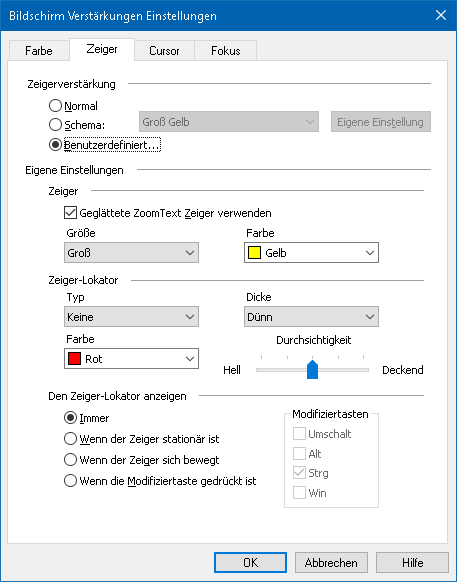 Bildschirm Verstärkungen Einstellungen
Farbe Zeiger Cursor Fokus
Zeigerverstärkung
Normal
Schema: Groß Gelb Eigene Einstellung
Benutzerdefiniert...
Eigene Einstellungen
Zeiger
Geglättete ZoomText Zeiger verwenden
Größe Farbe
Groß Gelb
Zeiger-Lokator
Typ Dicke
Keine Dünn
Farbe Durchsichtigkeit
Rot Hell Deckend
Den Zeiger-Lokator anzeigen
Immer Modifiziertasten
Wenn der Zeiger stationär ist Umschalt
Wenn der Zeiger sich bewegt Alt
Wenn die Modifiziertaste gedrückt ist Strg
Win
OK Abbrechen Hilfe